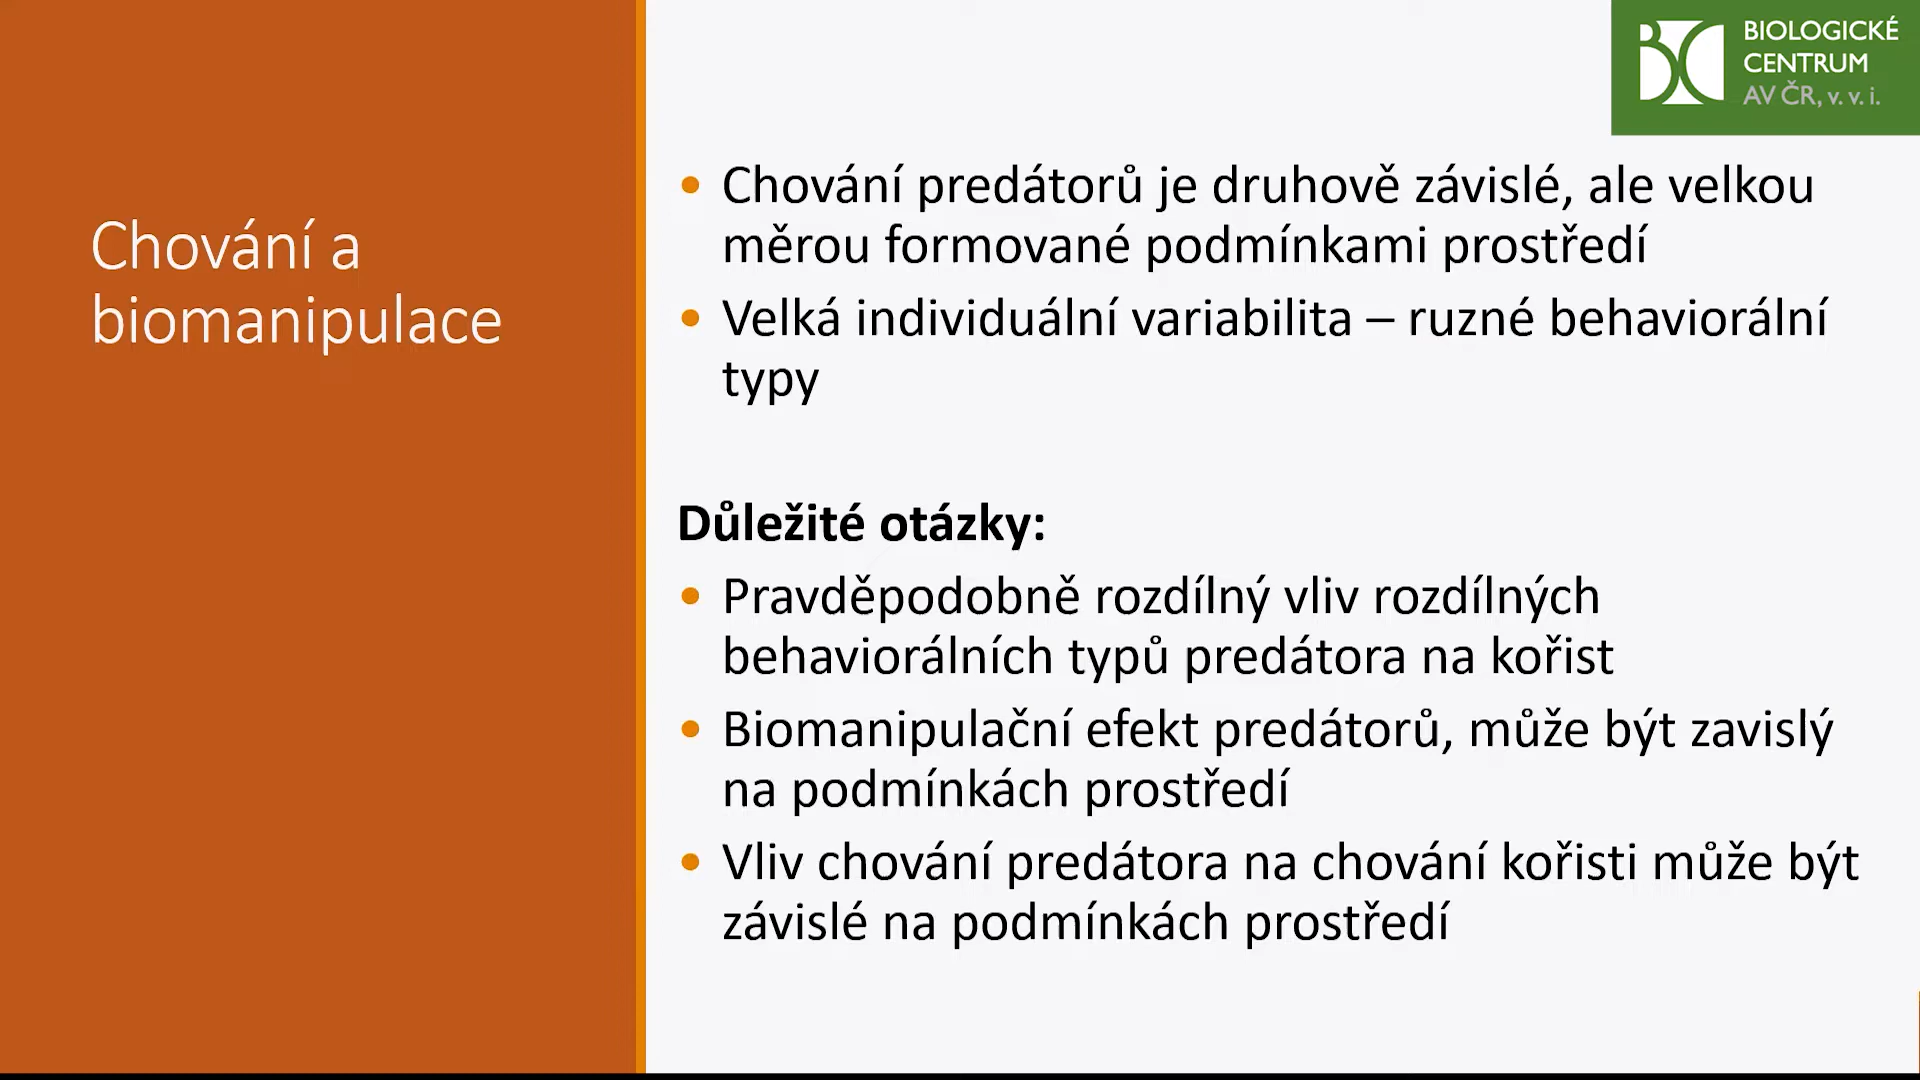 BIOLOGICKÉ
CENTRUM
AV ČR, v. v. i.
Chování a
biomanipulace
• Chování predátorů je druhově závislé, ale velkou
měrou formované podmínkami prostředí
• Velká individuální variabilita – ruzné behaviorální
typy
Důležité otázky:
• Pravděpodobně rozdílný vliv rozdílných
behaviorálních typů predátora na kořist
• Biomanipulační efekt predátorů, může být zavislý
na podmínkách prostředí
• Vliv chování predátora na chování kořisti může být
závislé na podmínkách prostředí